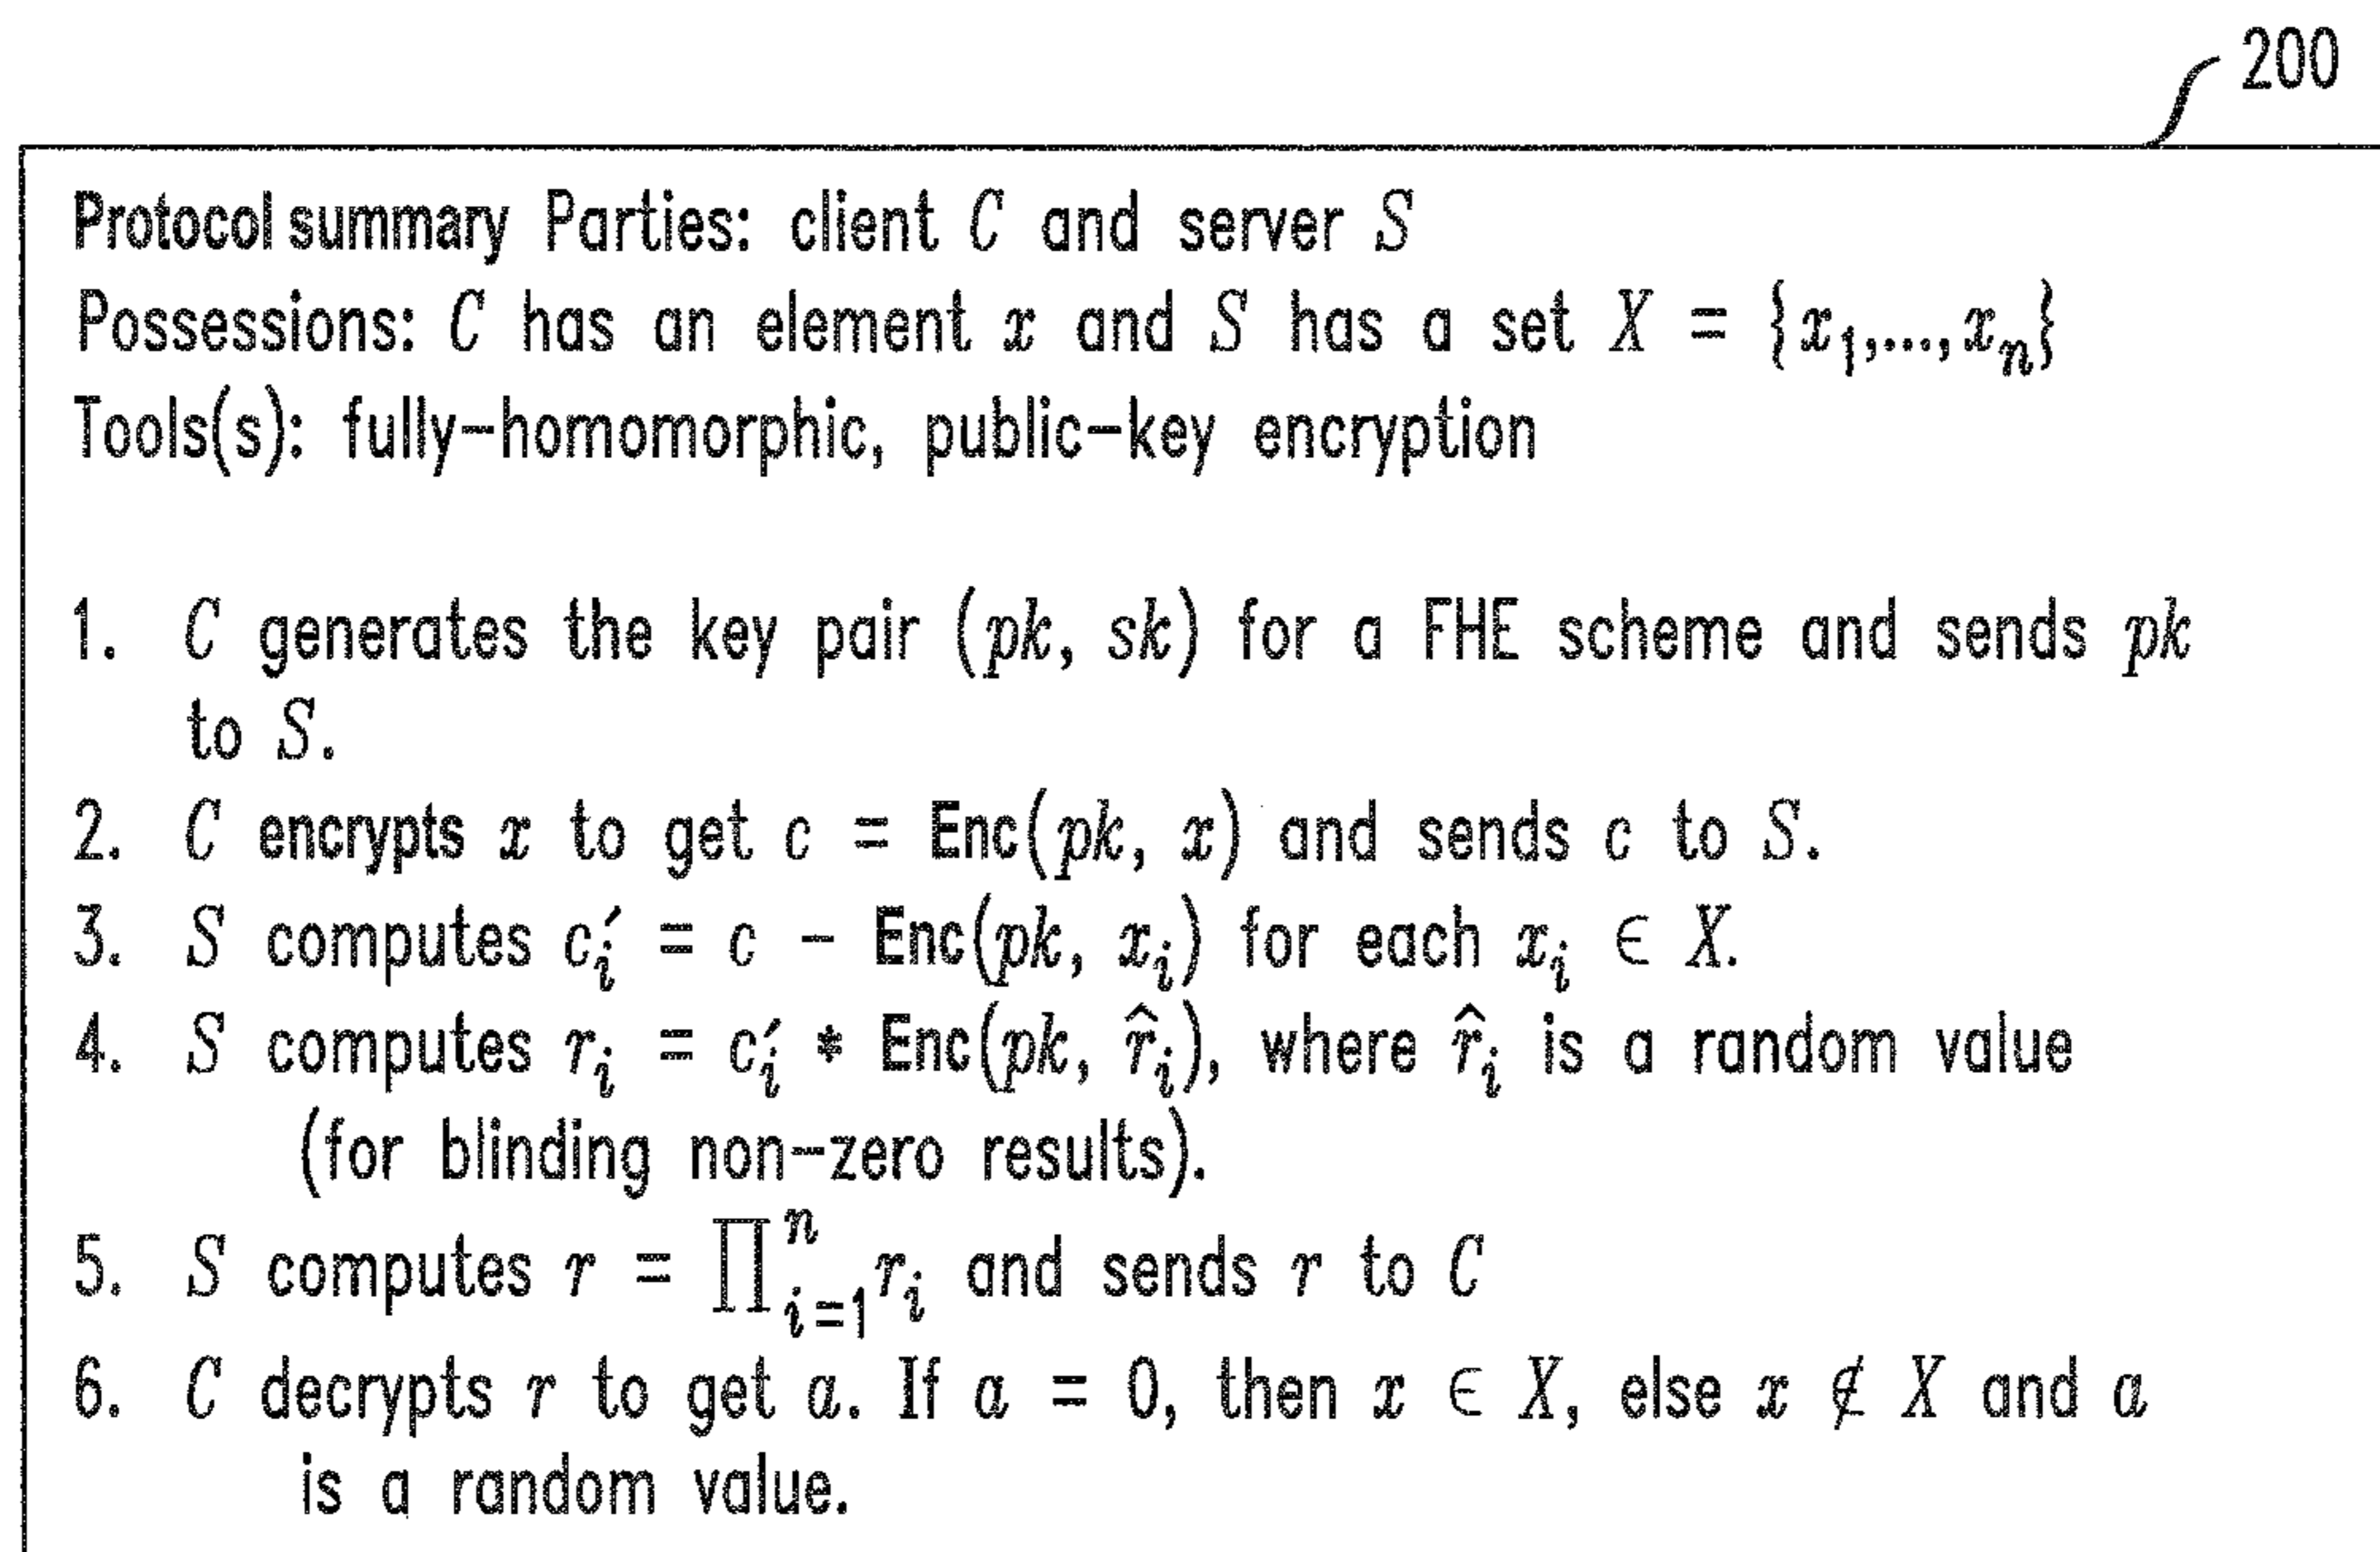 200
Protocol summary Parties: client C and server S
Possessions: C has an element x and S has a set X = {x₁,...,xₙ}
Tools(s): fully-homomorphic, public-key encryption
1. C generates the key pair (pk, sk) for a FHE scheme and sends pk
to S.
2. C encrypts x to get c = Enc(pk, x) and sends c to S.
3. S computes c′ᵢ = c - Enc(pk, xᵢ) for each xᵢ ∈ X.
4. S computes rᵢ = c′ᵢ * Enc(pk, r̂ᵢ), where r̂ᵢ is a random value
(for blinding non-zero results).
5. S computes r = ∏ⁿᵢ₌₁ rᵢ and sends r to C
6. C decrypts r to get a. If a = 0, then x ∈ X, else x ∉ X and a
is a random value.